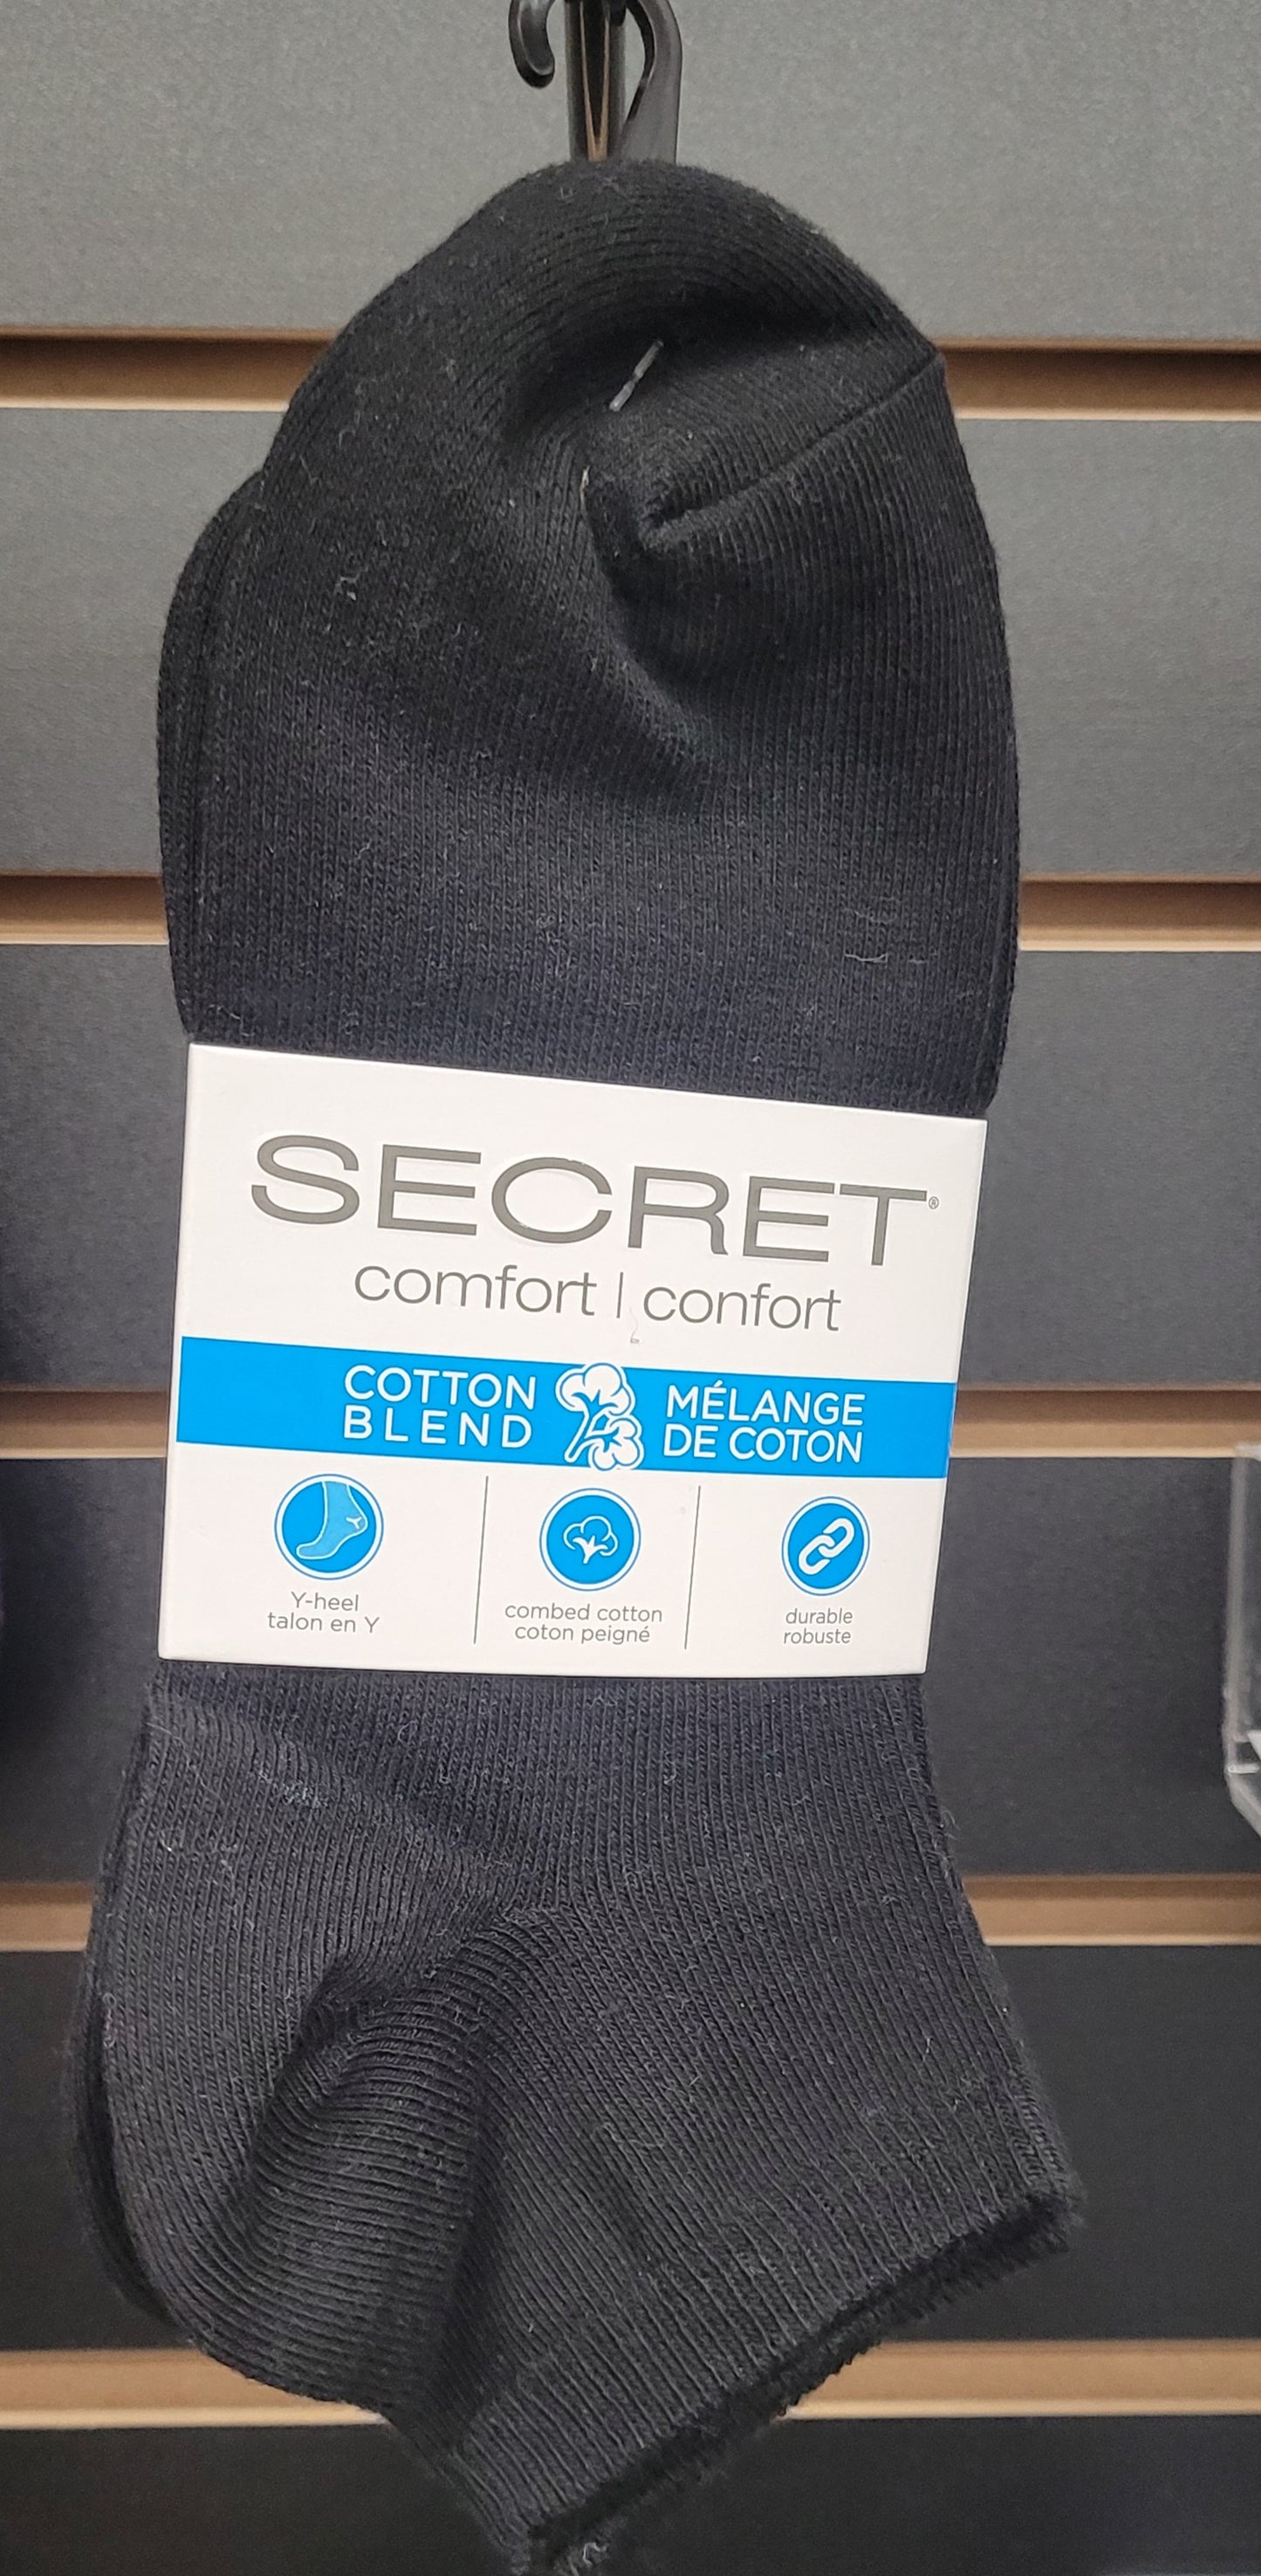 SECRET®
comfort | confort
COTTON BLEND
MÉLANGE DE COTON
Y-heel
talon en Y
combed cotton
coton peigné
durable
robuste